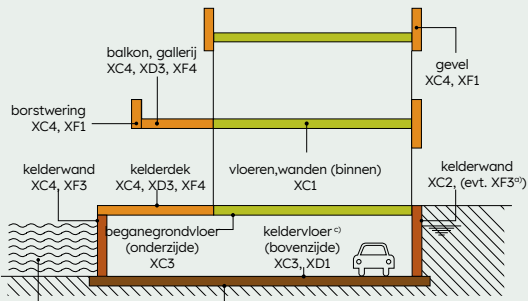 balkon, gallerij
XC4, XD3, XF4
gevel
XC4, XF1
borstwering
XC4, XF1
kelderwand
XC4, XF3
kelderdek
XC4, XD3, XF4
vloeren,wanden (binnen)
XC1
kelderwand
XC2, (evt. XF3ᵃ⁾)
beganegrondvloer
(onderzijde)
XC3
keldervloer ᶜ⁾
(bovenzijde)
XC3, XD1